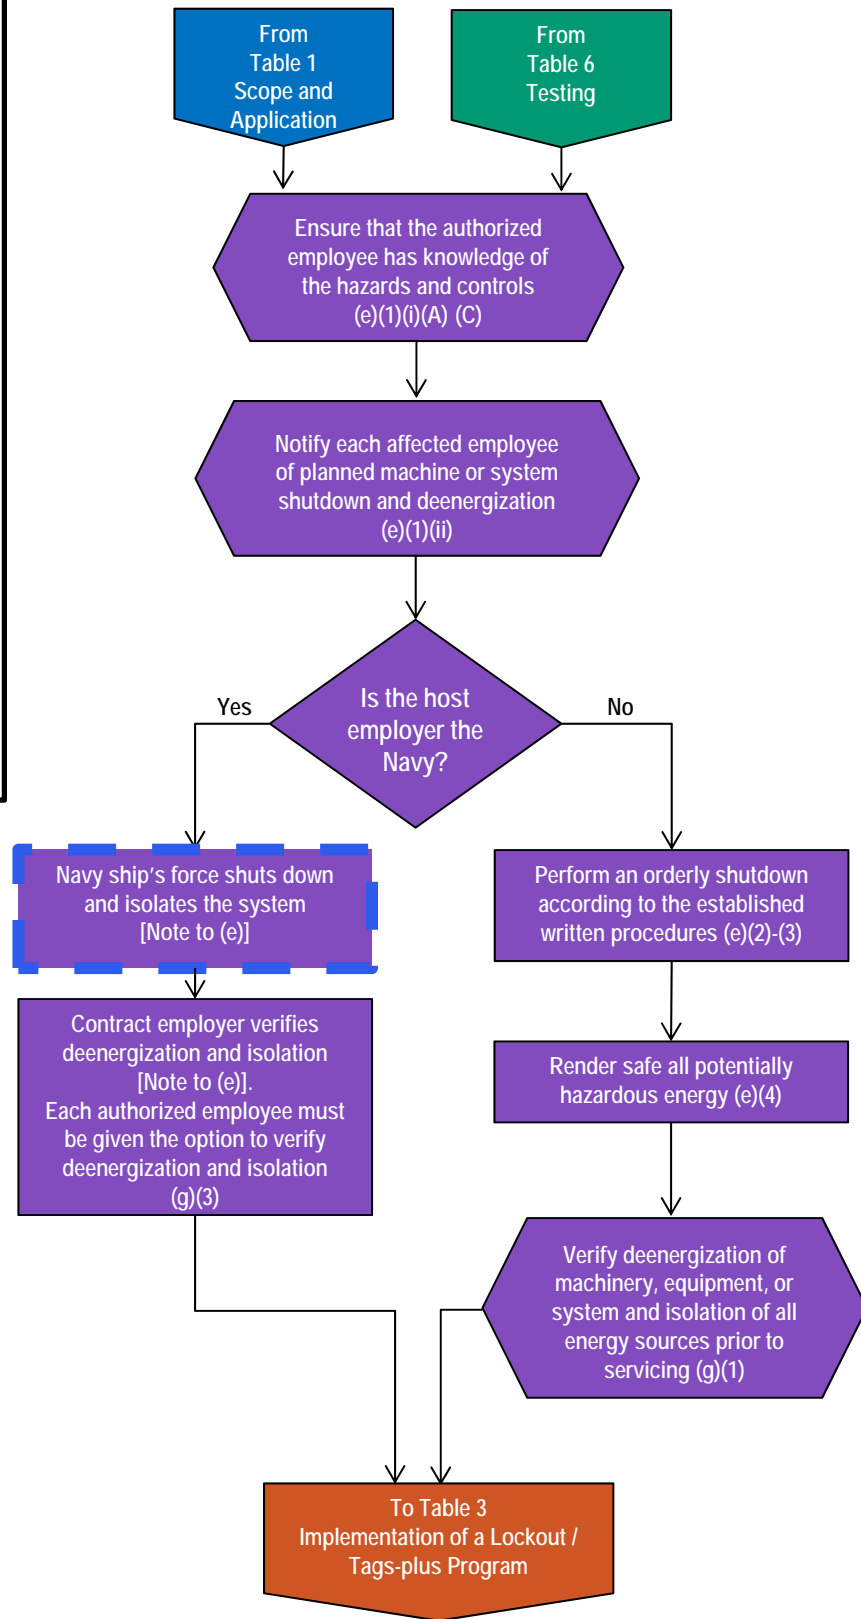 From
Table 1
Scope and
Application
From
Table 6
Testing
Ensure that the authorized
employee has knowledge of
the hazards and controls
(e)(1)(i)(A) (C)
Notify each affected employee
of planned machine or system
shutdown and deenergization
(e)(1)(ii)
Is the host
employer the
Navy?
Yes
No
Navy ship's force shuts down
and isolates the system
[Note to (e)]
Perform an orderly shutdown
according to the established
written procedures (e)(2)-(3)
Contract employer verifies
deenergization and isolation
[Note to (e)].
Each authorized employee must
be given the option to verify
deenergization and isolation
(g)(3)
Render safe all potentially
hazardous energy (e)(4)
Verify deenergization of
machinery, equipment, or
system and isolation of all
energy sources prior to
servicing (g)(1)
To Table 3
Implementation of a Lockout /
Tags-plus Program